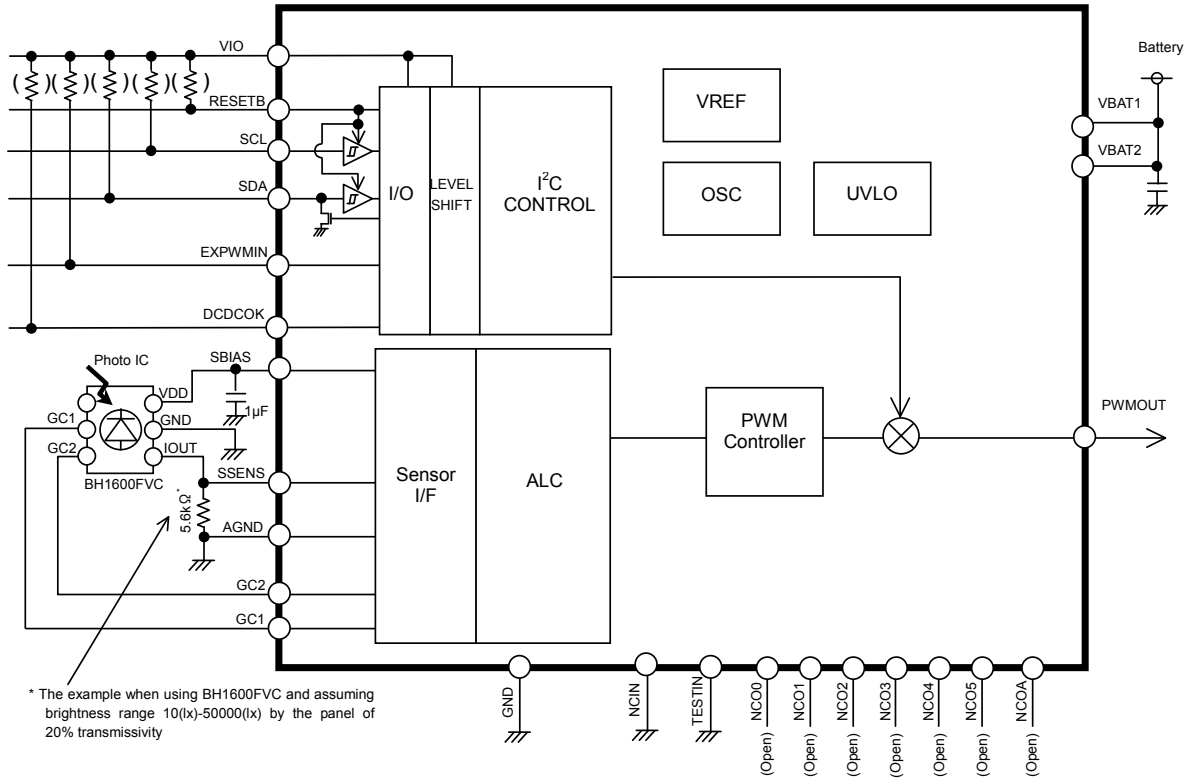 VIO
Battery
( ) ( ) ( ) ( ) ( )
RESETB
VREF
VBAT1
SCL
VBAT2
SDA
I/O
LEVEL
SHIFT
I²C
CONTROL
OSC
UVLO
EXPWMIN
DCDCOK
Photo IC
SBIAS
VDD
1µF
GC1
GND
GC2
IOUT
BH1600FVC
SSENS
5.6kΩ*
AGND
GC2
GC1
Sensor
I/F
ALC
PWM
Controller
PWMOUT
* The example when using BH1600FVC and assuming
brightness range 10(lx)-50000(lx) by the panel of
20% transmissivity
GND
NCIN
TESTIN
NCO0
(Open)
NCO1
(Open)
NCO2
(Open)
NCO3
(Open)
NCO4
(Open)
NCO5
(Open)
NCOA
(Open)